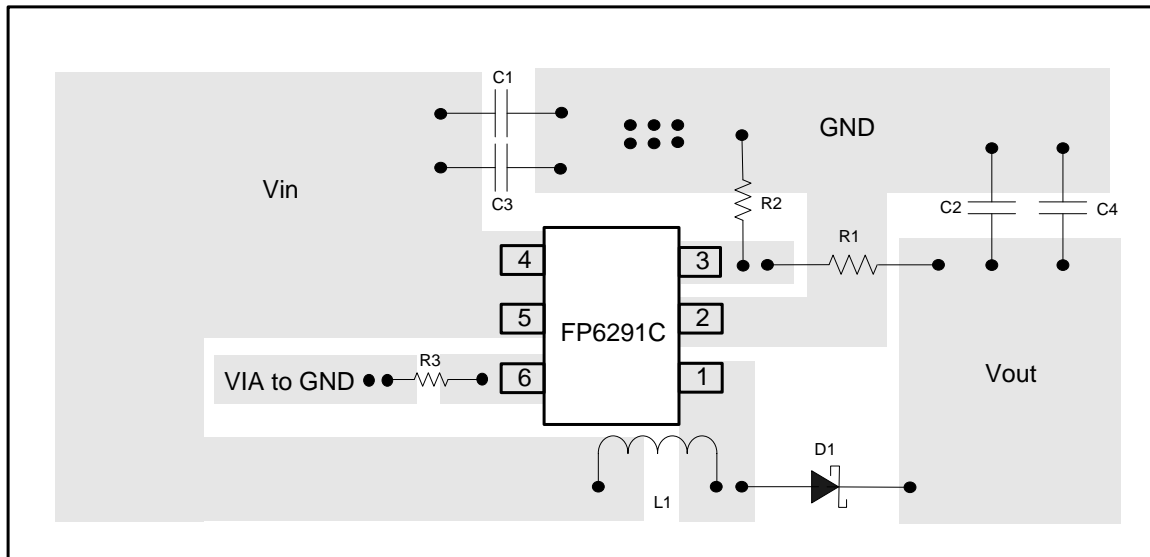 C1
GND
Vin
C3
R2
C2
C4
R1
4
3
5
FP6291C
2
R3
VIA to GND
6
1
Vout
D1
L1